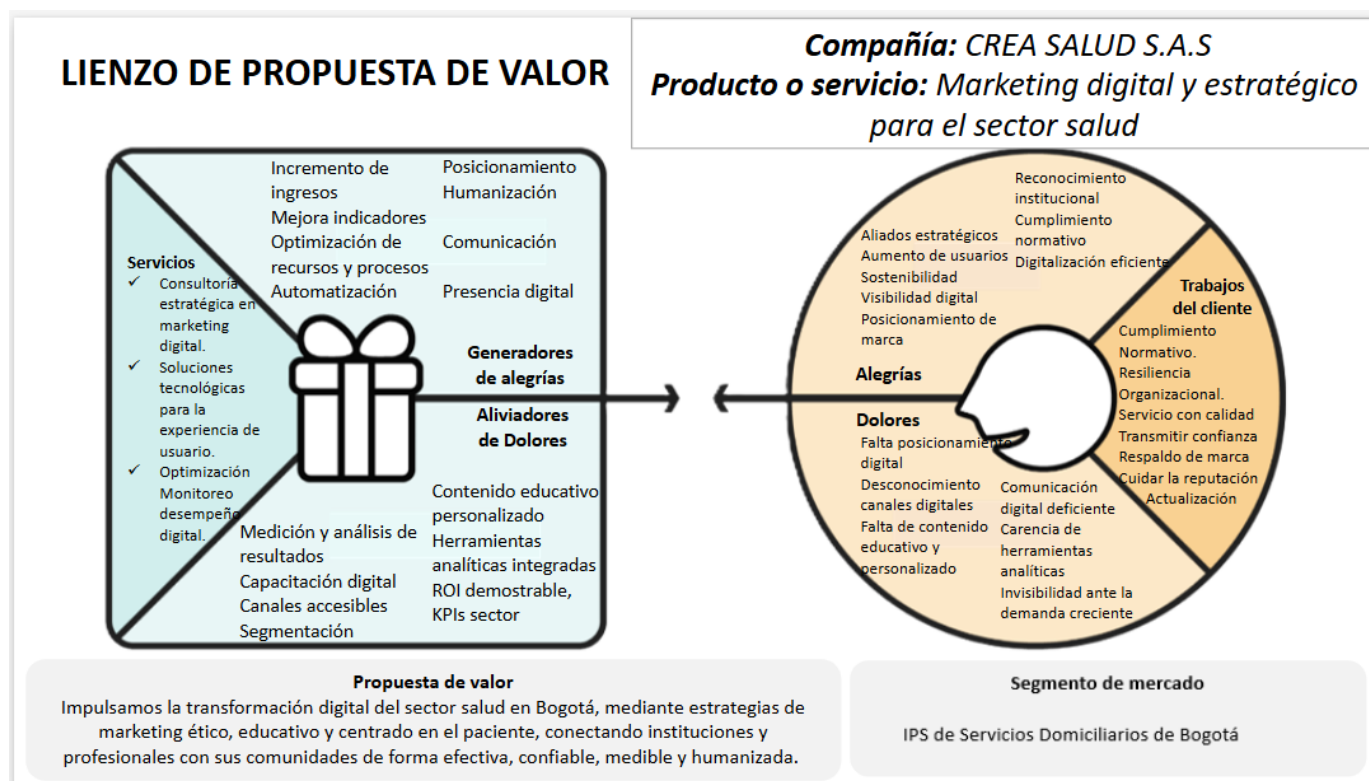 LIENZO DE PROPUESTA DE VALOR
Compañía: CREA SALUD S.A.S
Producto o servicio: Marketing digital y estratégico
para el sector salud
Servicios
✓ Consultoría
estratégica en
marketing
digital.
✓ Soluciones
tecnológicas
para la
experiencia de
usuario.
✓ Optimización
Monitoreo
desempeño
digital.
Incremento de
ingresos
Mejora indicadores
Optimización de
recursos y procesos
Automatización
Posicionamiento
Humanización
Comunicación
Presencia digital
Generadores
de alegrías
Aliviadores
de Dolores
Medición y análisis de
resultados
Capacitación digital
Canales accesibles
Segmentación
Contenido educativo
personalizado
Herramientas
analíticas integradas
ROI demostrable,
KPIs sector
Aliados estratégicos
Aumento de usuarios
Sostenibilidad
Visibilidad digital
Posicionamiento de
marca
Reconocimiento
institucional
Cumplimiento
normativo
Digitalización eficiente
Alegrías
Dolores
Falta posicionamiento
digital
Desconocimiento
canales digitales
Falta de contenido
educativo y
personalizado
Comunicación
digital deficiente
Carencia de
herramientas
analíticas
Invisibilidad ante la
demanda creciente
Trabajos
del cliente
Cumplimiento
Normativo.
Resiliencia
Organizacional.
Servicio con calidad
Transmitir confianza
Respaldo de marca
Cuidar la reputación
Actualización
Propuesta de valor
Impulsamos la transformación digital del sector salud en Bogotá, mediante estrategias de
marketing ético, educativo y centrado en el paciente, conectando instituciones y
profesionales con sus comunidades de forma efectiva, confiable, medible y humanizada.
Segmento de mercado
IPS de Servicios Domiciliarios de Bogotá